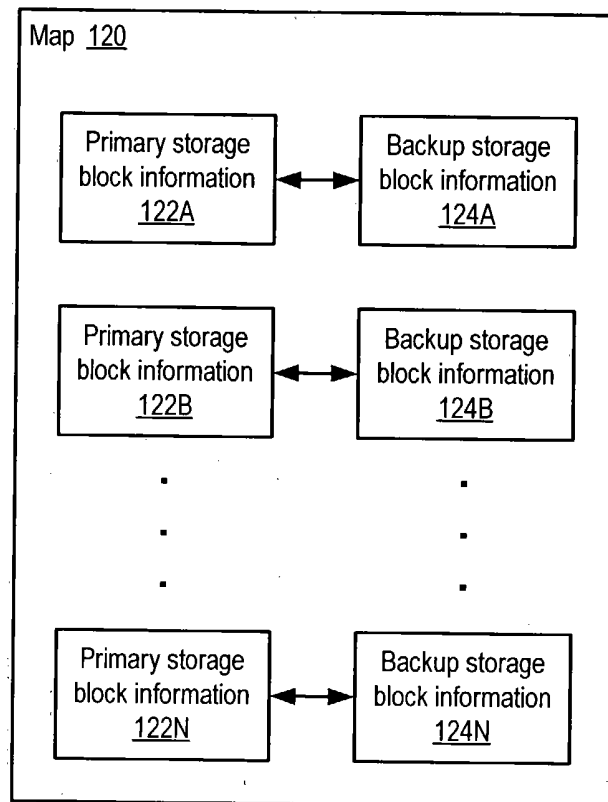 Map 120
Primary storage
block information
122A
Backup storage
block information
124A
Primary storage
block information
122B
Backup storage
block information
124B
Primary storage
block information
122N
Backup storage
block information
124N